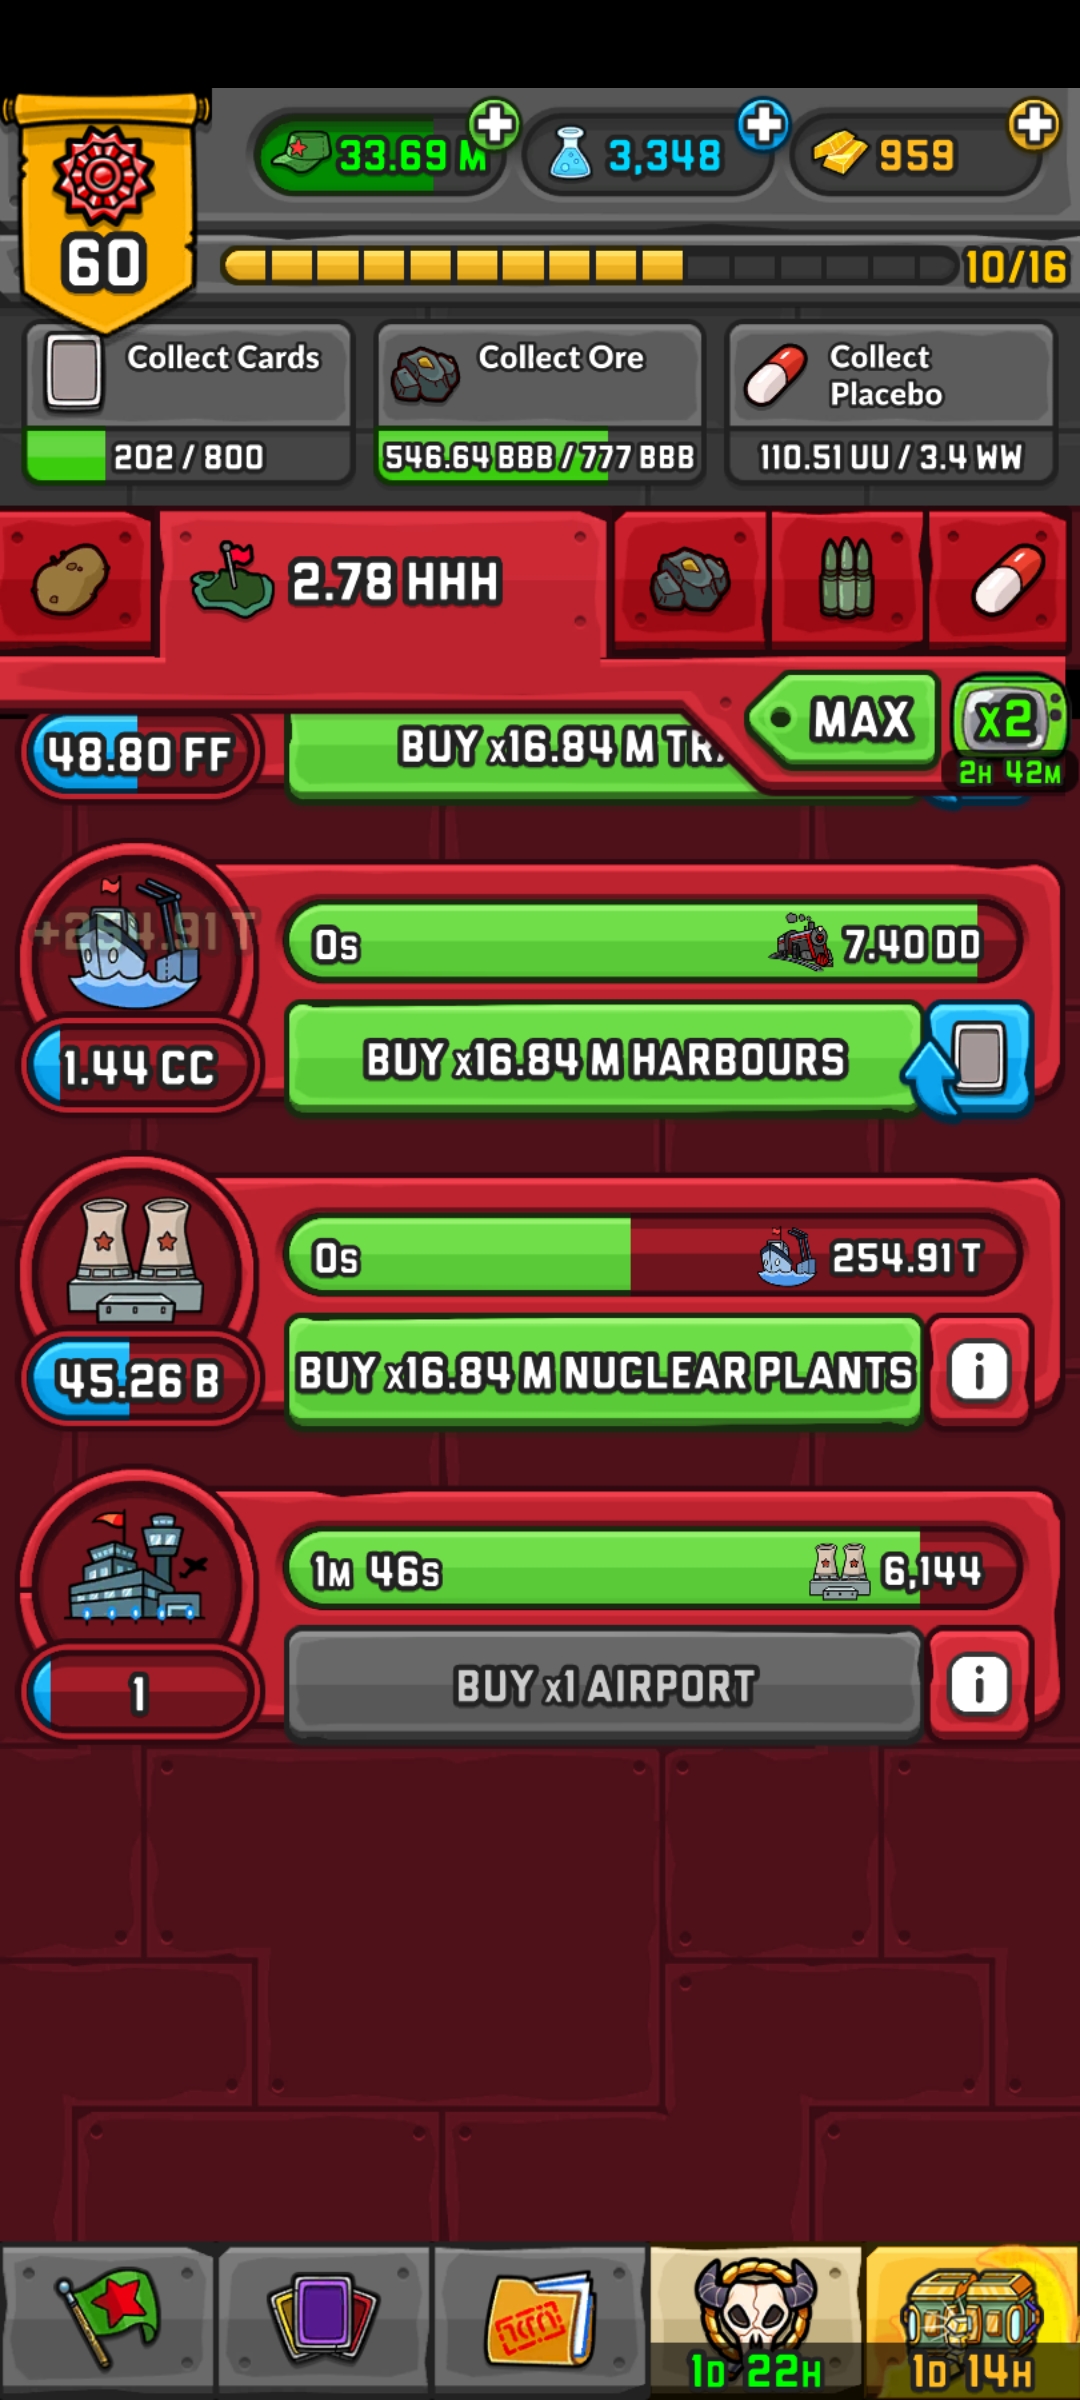 33.69 M
3,348
959
60
10/16
Collect Cards
202 / 800
Collect Ore
546.64 BBB / 777 BBB
Collect
Placebo
110.51 UU / 3.4 WW
2.78 HHH
MAX
x2
2H 42M
48.80 FF
BUY x16.84 M
+254.91 T
0s
7.40 DD
1.44 CC
BUY x16.84 M HARBOURS
0s
254.91 T
45.26 B
BUY x16.84 M NUCLEAR PLANTS
i
1M 46s
6,144
1
BUY x1 AIRPORT
i
1D 22H
1D 14H